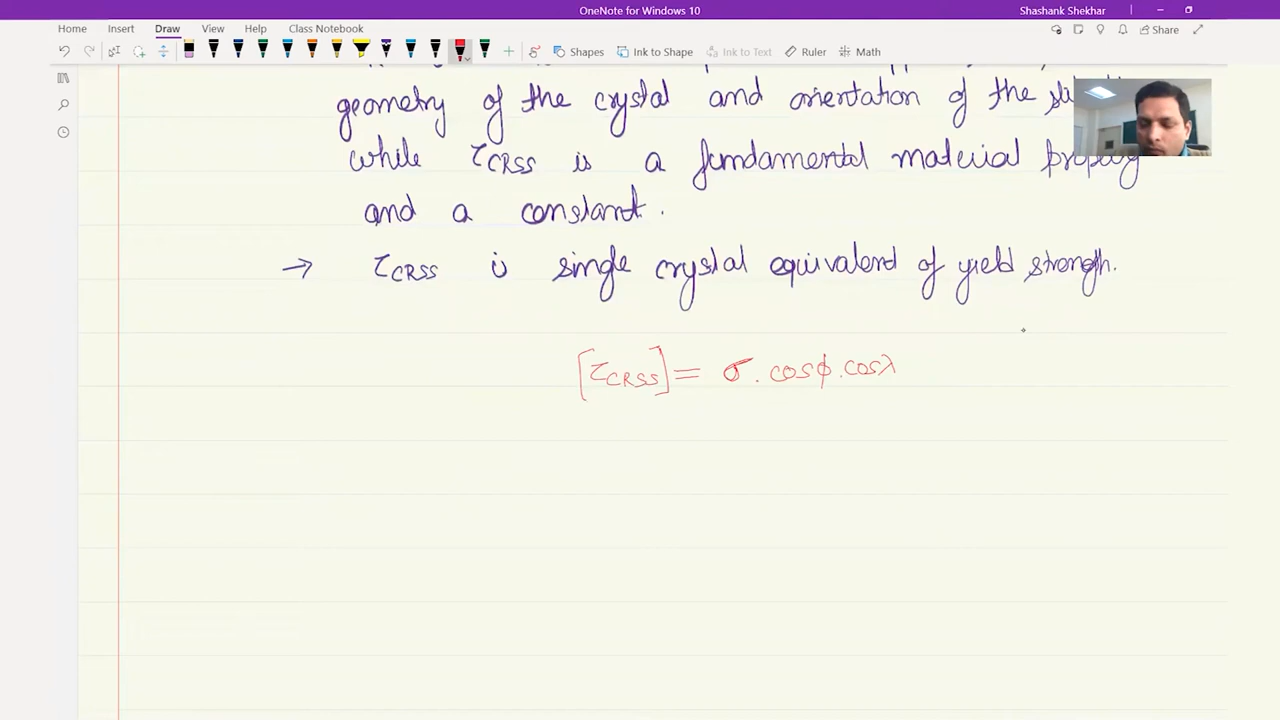 OneNote for Windows 10
Shashank Shekhar
Home Insert Draw View Help Class Notebook
Share
Shapes Ink to Shape Ink to Text Ruler Math
geometry of the crystal and orientation of the
while τCRSS is a fundamental material property
and a constant.
→ τCRSS is single crystal equivalent of yield strength.
[τCRSS] = σ. cosϕ. cosλ